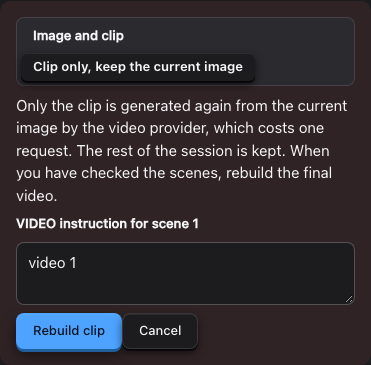 Image and clip
Clip only, keep the current image
Only the clip is generated again from the current
image by the video provider, which costs one
request. The rest of the session is kept. When
you have checked the scenes, rebuild the final
video.
VIDEO instruction for scene 1
video 1
Rebuild clip
Cancel